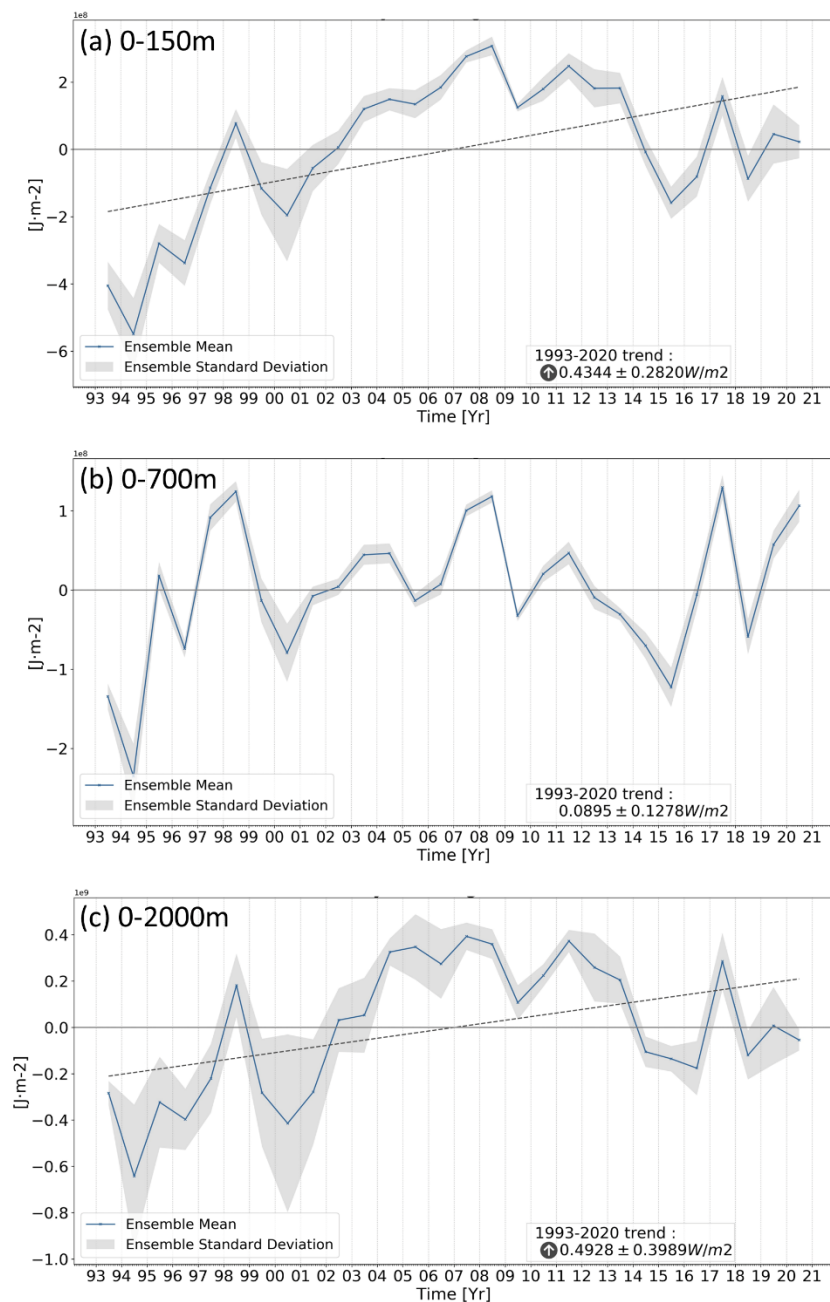 1e8
(a) 0-150m
2
0
−2
−4
−6
[J·m-2]
Ensemble Mean
Ensemble Standard Deviation
1993-2020 trend :
0.4344 ± 0.2820W/m2
93 94 95 96 97 98 99 00 01 02 03 04 05 06 07 08 09 10 11 12 13 14 15 16 17 18 19 20 21
Time [Yr]
1e8
(b) 0-700m
1
0
−1
−2
[J·m-2]
Ensemble Mean
Ensemble Standard Deviation
1993-2020 trend :
0.0895 ± 0.1278W/m2
93 94 95 96 97 98 99 00 01 02 03 04 05 06 07 08 09 10 11 12 13 14 15 16 17 18 19 20 21
Time [Yr]
1e9
(c) 0-2000m
0.4
0.2
0.0
−0.2
−0.4
−0.6
−0.8
−1.0
[J·m-2]
Ensemble Mean
Ensemble Standard Deviation
1993-2020 trend :
0.4928 ± 0.3989W/m2
93 94 95 96 97 98 99 00 01 02 03 04 05 06 07 08 09 10 11 12 13 14 15 16 17 18 19 20 21
Time [Yr]